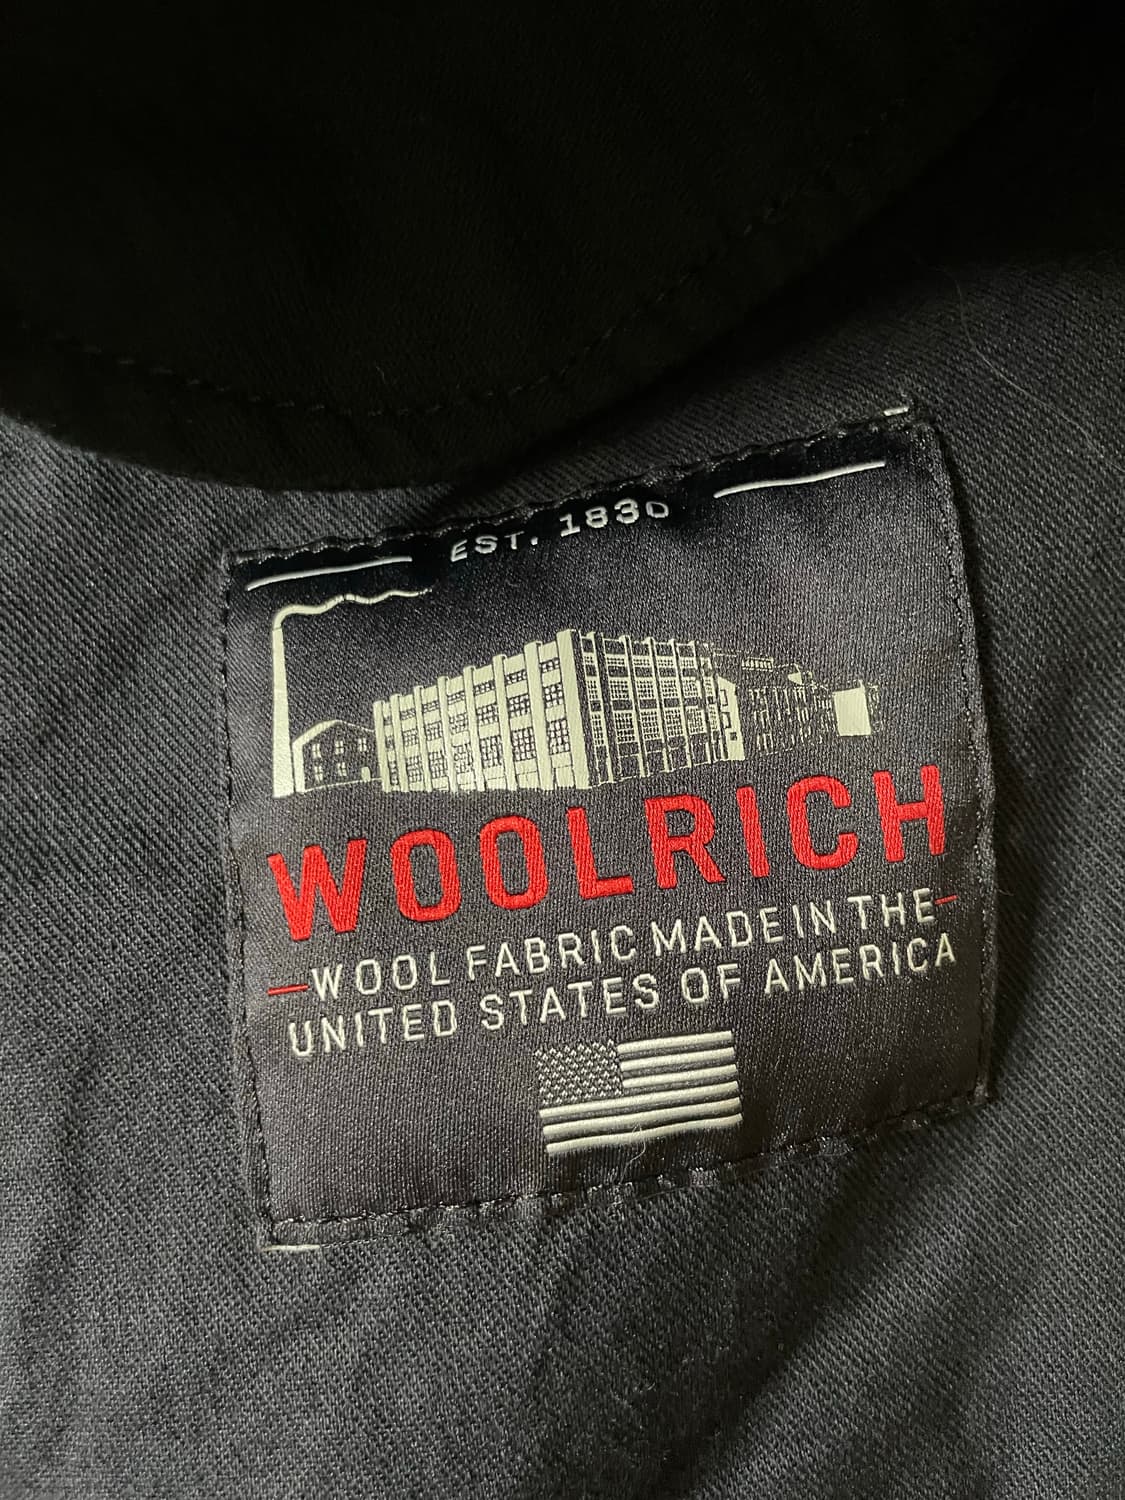 EST. 1830
WOOLRICH
WOOL FABRIC MADE IN THE
UNITED STATES OF AMERICA